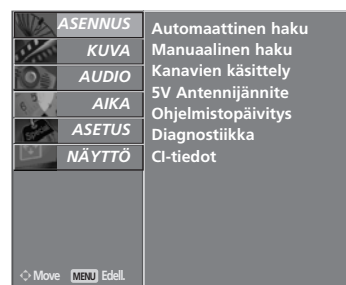 ASENNUS
KUVA
AUDIO
AIKA
ASETUS
NÄYTTÖ
Automaattinen haku
Manuaalinen haku
Kanavien käsittely
5V Antennijännite
Ohjelmistopäivitys
Diagnostiikka
CI-tiedot
Move MENU Edell.